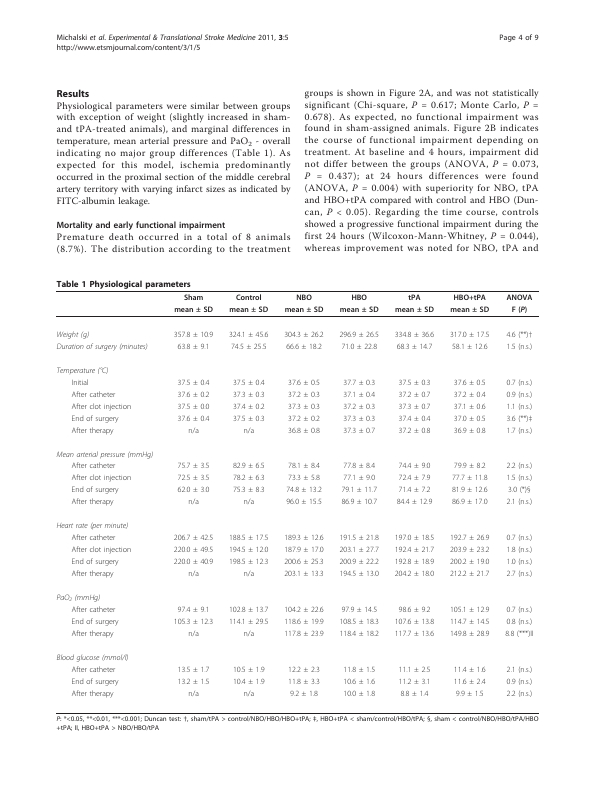 Michalski et al. Experimental & Translational Stroke Medicine 2011, 3:5
http://www.etsmjournal.com/content/3/1/5
Page 4 of 9
Results
Physiological parameters were similar between groups
with exception of weight (slightly increased in sham-
and tPA-treated animals), and marginal differences in
temperature, mean arterial pressure and PaO2 - overall
indicating no major group differences (Table 1). As
expected for this model, ischemia predominantly
occurred in the proximal section of the middle cerebral
artery territory with varying infarct sizes as indicated by
FITC-albumin leakage.
Mortality and early functional impairment
Premature death occurred in a total of 8 animals
(8.7%). The distribution according to the treatment
groups is shown in Figure 2A, and was not statistically
significant (Chi-square, P = 0.617; Monte Carlo, P =
0.678). As expected, no functional impairment was
found in sham-assigned animals. Figure 2B indicates
the course of functional impairment depending on
treatment. At baseline and 4 hours, impairment did
not differ between the groups (ANOVA, P = 0.073,
P = 0.437); at 24 hours differences were found
(ANOVA, P = 0.004) with superiority for NBO, tPA
and HBO+tPA compared with control and HBO (Dun-
can, P < 0.05). Regarding the time course, controls
showed a progressive functional impairment during the
first 24 hours (Wilcoxon-Mann-Whitney, P = 0.044),
whereas improvement was noted for NBO, tPA and
Table 1 Physiological parameters
Sham Control NBO HBO tPA HBO+tPA ANOVA
mean ± SD mean ± SD mean ± SD mean ± SD mean ± SD mean ± SD F (P)
Weight (g) 357.8 ± 10.9 324.1 ± 45.6 304.3 ± 26.2 296.9 ± 26.5 334.8 ± 36.6 317.0 ± 17.5 4.6 (**)†
Duration of surgery (minutes) 63.8 ± 9.1 74.5 ± 25.5 66.6 ± 18.2 71.0 ± 22.8 68.3 ± 14.7 58.1 ± 12.6 1.5 (n.s.)
Temperature (°C)
Initial 37.5 ± 0.4 37.5 ± 0.4 37.6 ± 0.5 37.7 ± 0.3 37.5 ± 0.3 37.6 ± 0.5 0.7 (n.s.)
After catheter 37.6 ± 0.2 37.3 ± 0.3 37.2 ± 0.3 37.1 ± 0.4 37.2 ± 0.7 37.2 ± 0.4 0.9 (n.s.)
After clot injection 37.5 ± 0.0 37.4 ± 0.2 37.3 ± 0.3 37.2 ± 0.3 37.3 ± 0.7 37.1 ± 0.6 1.1 (n.s.)
End of surgery 37.6 ± 0.4 37.5 ± 0.3 37.2 ± 0.2 37.3 ± 0.3 37.4 ± 0.4 37.0 ± 0.5 3.6 (**)‡
After therapy n/a n/a 36.8 ± 0.8 37.3 ± 0.7 37.2 ± 0.8 36.9 ± 0.8 1.7 (n.s.)
Mean arterial pressure (mmHg)
After catheter 75.7 ± 3.5 82.9 ± 6.5 78.1 ± 8.4 77.8 ± 8.4 74.4 ± 9.0 79.9 ± 8.2 2.2 (n.s.)
After clot injection 72.5 ± 3.5 78.2 ± 6.3 73.3 ± 5.8 77.1 ± 9.0 72.4 ± 7.9 77.7 ± 11.8 1.5 (n.s.)
End of surgery 62.0 ± 3.0 75.3 ± 8.3 74.8 ± 13.2 79.1 ± 11.7 71.4 ± 7.2 81.9 ± 12.6 3.0 (*)§
After therapy n/a n/a 96.0 ± 15.5 86.9 ± 10.7 84.4 ± 12.9 86.9 ± 17.0 2.1 (n.s.)
Heart rate (per minute)
After catheter 206.7 ± 42.5 188.5 ± 17.5 189.3 ± 12.6 191.5 ± 21.8 197.0 ± 18.5 192.7 ± 26.9 0.7 (n.s.)
After clot injection 220.0 ± 49.5 194.5 ± 12.0 187.9 ± 17.0 203.1 ± 27.7 192.4 ± 21.7 203.9 ± 23.2 1.8 (n.s.)
End of surgery 220.0 ± 40.9 198.5 ± 12.3 200.6 ± 25.3 200.9 ± 22.2 192.8 ± 18.9 200.2 ± 19.0 1.0 (n.s.)
After therapy n/a n/a 203.1 ± 13.3 194.5 ± 13.0 204.2 ± 18.0 212.2 ± 21.7 2.7 (n.s.)
PaO2 (mmHg)
After catheter 97.4 ± 9.1 102.8 ± 13.7 104.2 ± 22.6 97.9 ± 14.5 98.6 ± 9.2 105.1 ± 12.9 0.7 (n.s.)
End of surgery 105.3 ± 12.3 114.1 ± 29.5 118.6 ± 19.9 108.5 ± 18.3 107.6 ± 13.8 114.7 ± 14.5 0.8 (n.s.)
After therapy n/a n/a 117.8 ± 23.9 118.4 ± 18.2 117.7 ± 13.6 149.8 ± 28.9 8.8 (***)II
Blood glucose (mmol/l)
After catheter 13.5 ± 1.7 10.5 ± 1.9 12.2 ± 2.3 11.8 ± 1.5 11.1 ± 2.5 11.4 ± 1.6 2.1 (n.s.)
End of surgery 13.2 ± 1.5 10.4 ± 1.9 11.8 ± 3.3 10.6 ± 1.6 11.2 ± 3.1 11.6 ± 2.4 0.9 (n.s.)
After therapy n/a n/a 9.2 ± 1.8 10.0 ± 1.8 8.8 ± 1.4 9.9 ± 1.5 2.2 (n.s.)
P: *<0.05, **<0.01, ***<0.001; Duncan test: †, sham/tPA > control/NBO/HBO/HBO+tPA; ‡, HBO+tPA < sham/control/HBO/tPA; §, sham < control/NBO/HBO/tPA/HBO
+tPA; II, HBO+tPA > NBO/HBO/tPA